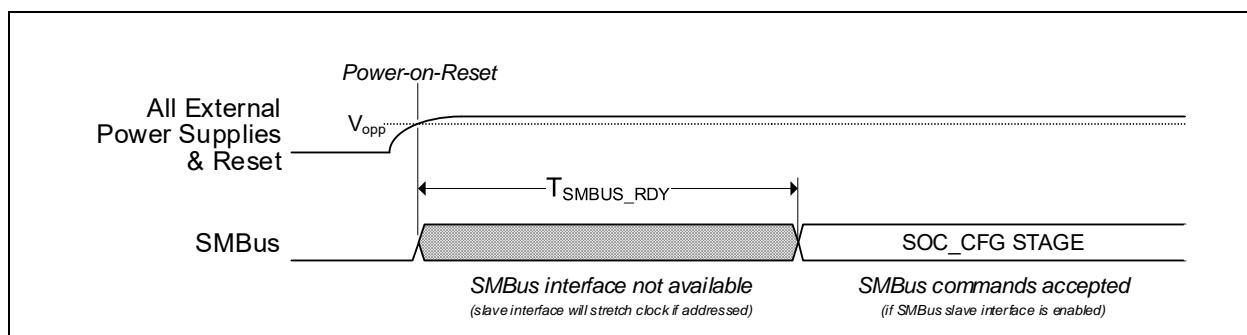 Power-on-Reset
All External
Power Supplies
& Reset
Vopp
TSMBUS_RDY
SMBus
SOC_CFG STAGE
SMBus interface not available
(slave interface will stretch clock if addressed)
SMBus commands accepted
(if SMBus slave interface is enabled)